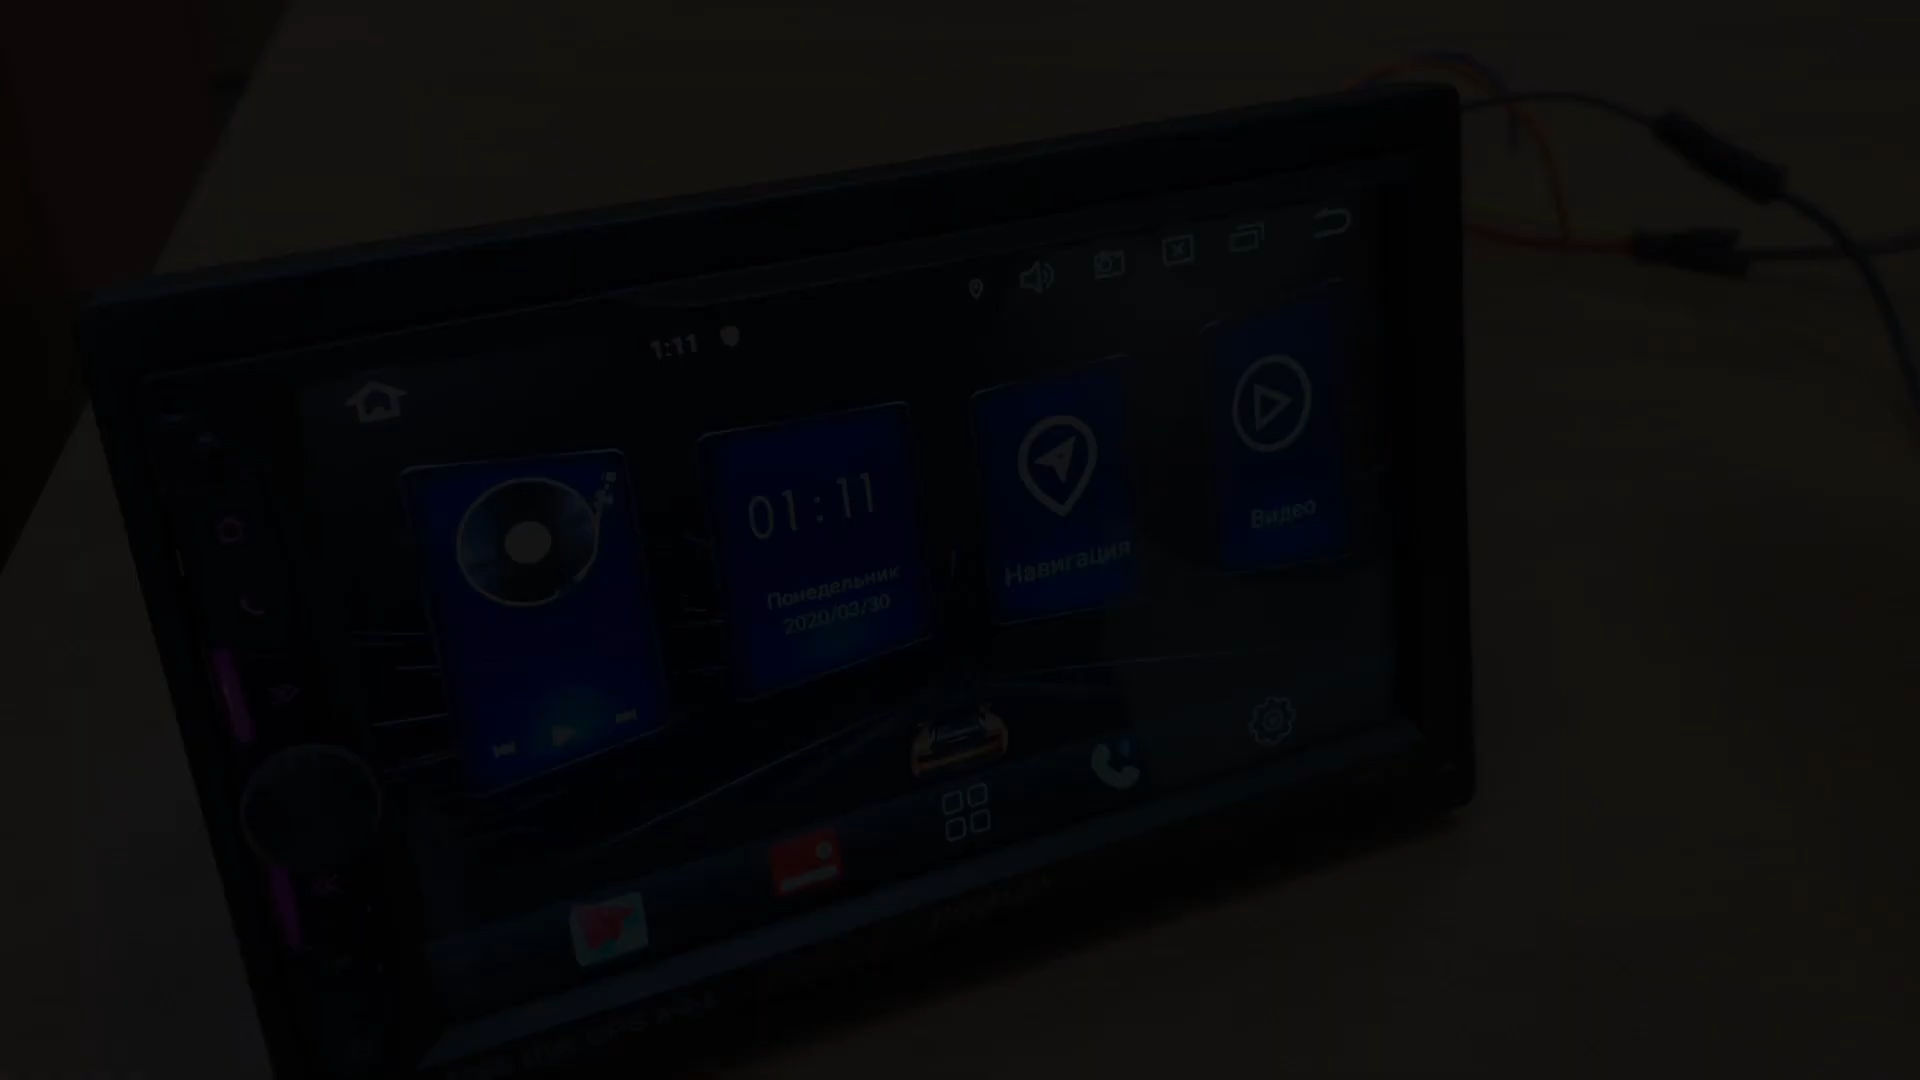 1:11
01:11
Понедельник
2020/03/30
Навигация
Видео